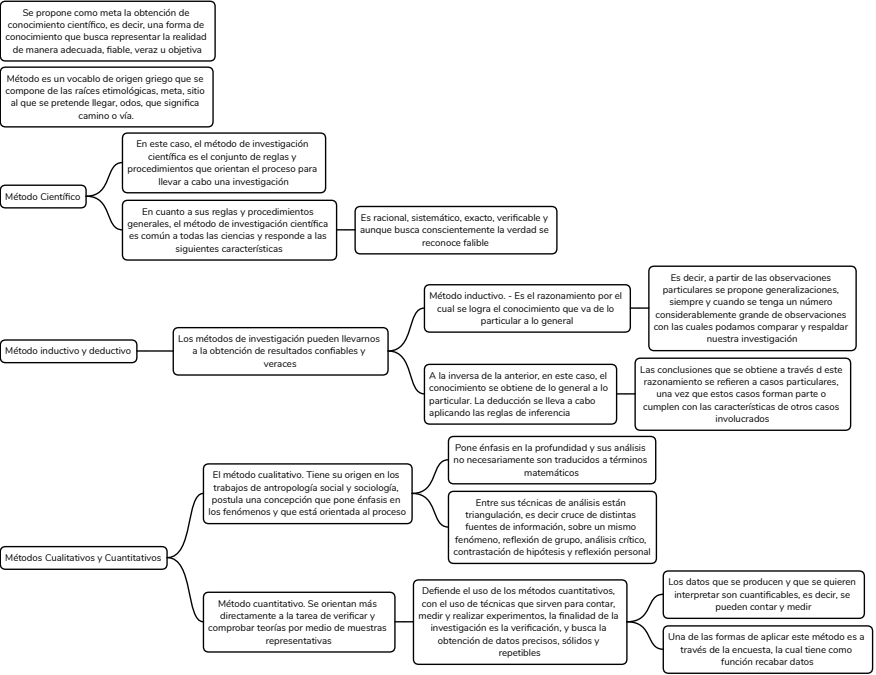 Se propone como meta la obtención de
conocimiento científico, es decir, una forma de
conocimiento que busca representar la realidad
de manera adecuada, fiable, veraz u objetiva
Método es un vocablo de origen griego que se
compone de las raíces etimológicas, meta, sitio
al que se pretende llegar, odos, que significa
camino o vía.
Método Científico
En este caso, el método de investigación
científica es el conjunto de reglas y
procedimientos que orientan el proceso para
llevar a cabo una investigación
En cuanto a sus reglas y procedimientos
generales, el método de investigación científica
es común a todas las ciencias y responde a las
siguientes características
Es racional, sistemático, exacto, verificable y
aunque busca conscientemente la verdad se
reconoce falible
Método inductivo y deductivo
Los métodos de investigación pueden llevarnos
a la obtención de resultados confiables y
veraces
Método inductivo. - Es el razonamiento por el
cual se logra el conocimiento que va de lo
particular a lo general
Es decir, a partir de las observaciones
particulares se propone generalizaciones,
siempre y cuando se tenga un número
considerablemente grande de observaciones
con las cuales podamos comparar y respaldar
nuestra investigación
A la inversa de la anterior, en este caso, el
conocimiento se obtiene de lo general a lo
particular. La deducción se lleva a cabo
aplicando las reglas de inferencia
Las conclusiones que se obtiene a través d este
razonamiento se refieren a casos particulares,
una vez que estos casos forman parte o
cumplen con las características de otros casos
involucrados
Métodos Cualitativos y Cuantitativos
El método cualitativo. Tiene su origen en los
trabajos de antropología social y sociología,
postula una concepción que pone énfasis en
los fenómenos y que está orientada al proceso
Pone énfasis en la profundidad y sus análisis
no necesariamente son traducidos a términos
matemáticos
Entre sus técnicas de análisis están
triangulación, es decir cruce de distintas
fuentes de información, sobre un mismo
fenómeno, reflexión de grupo, análisis crítico,
contrastación de hipótesis y reflexión personal
Método cuantitativo. Se orientan más
directamente a la tarea de verificar y
comprobar teorías por medio de muestras
representativas
Defiende el uso de los métodos cuantitativos,
con el uso de técnicas que sirven para contar,
medir y realizar experimentos, la finalidad de la
investigación es la verificación, y busca la
obtención de datos precisos, sólidos y
repetibles
Los datos que se producen y que se quieren
interpretar son cuantificables, es decir, se
pueden contar y medir
Una de las formas de aplicar este método es a
través de la encuesta, la cual tiene como
función recabar datos